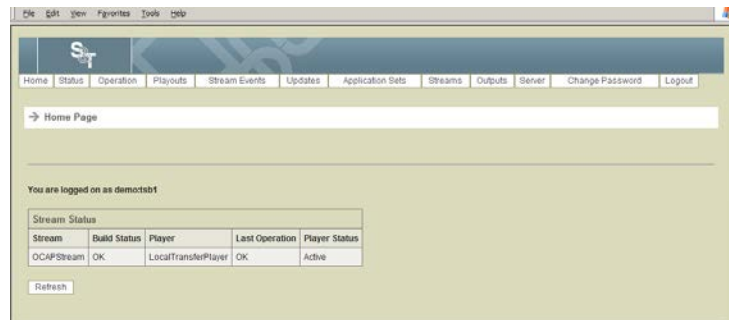 File Edit View Favorites Tools Help
ST
Home Status Operation Playouts Stream Events Updates Application Sets Streams Outputs Server Change Password Logout
→ Home Page
You are logged on as demo:tsb1
Stream Status
Stream Build Status Player Last Operation Player Status
OCAPStream OK LocalTransferPlayer OK Active
Refresh